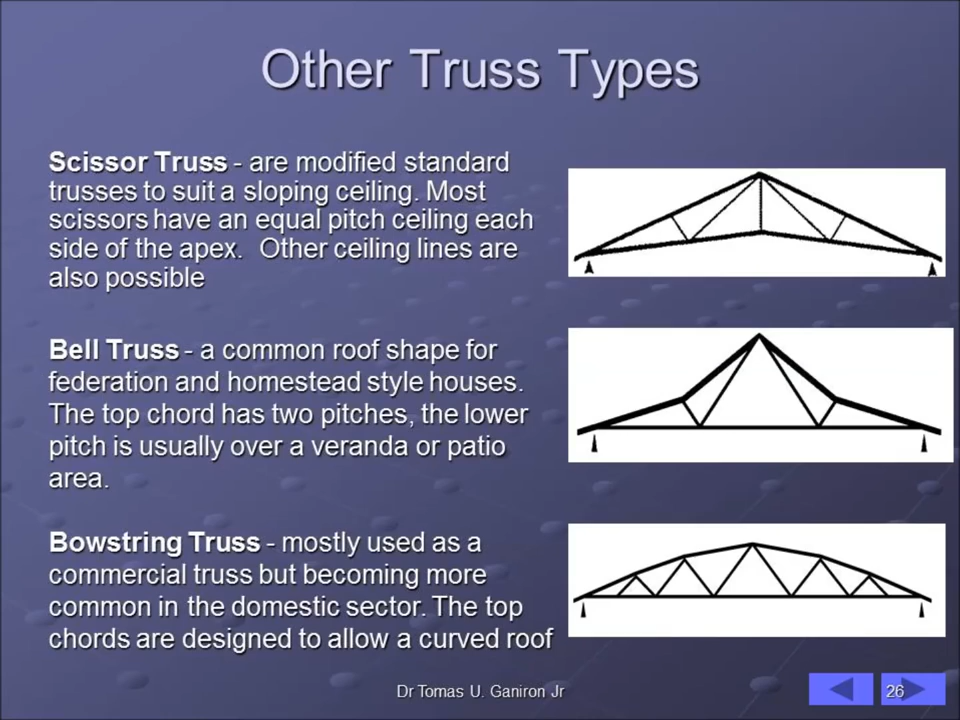 Other Truss Types
Scissor Truss - are modified standard
trusses to suit a sloping ceiling. Most
scissors have an equal pitch ceiling each
side of the apex.  Other ceiling lines are
also possible
Bell Truss - a common roof shape for
federation and homestead style houses.
The top chord has two pitches, the lower
pitch is usually over a veranda or patio
area.
Bowstring Truss - mostly used as a
commercial truss but becoming more
common in the domestic sector. The top
chords are designed to allow a curved roof
Dr Tomas U. Ganiron Jr
26